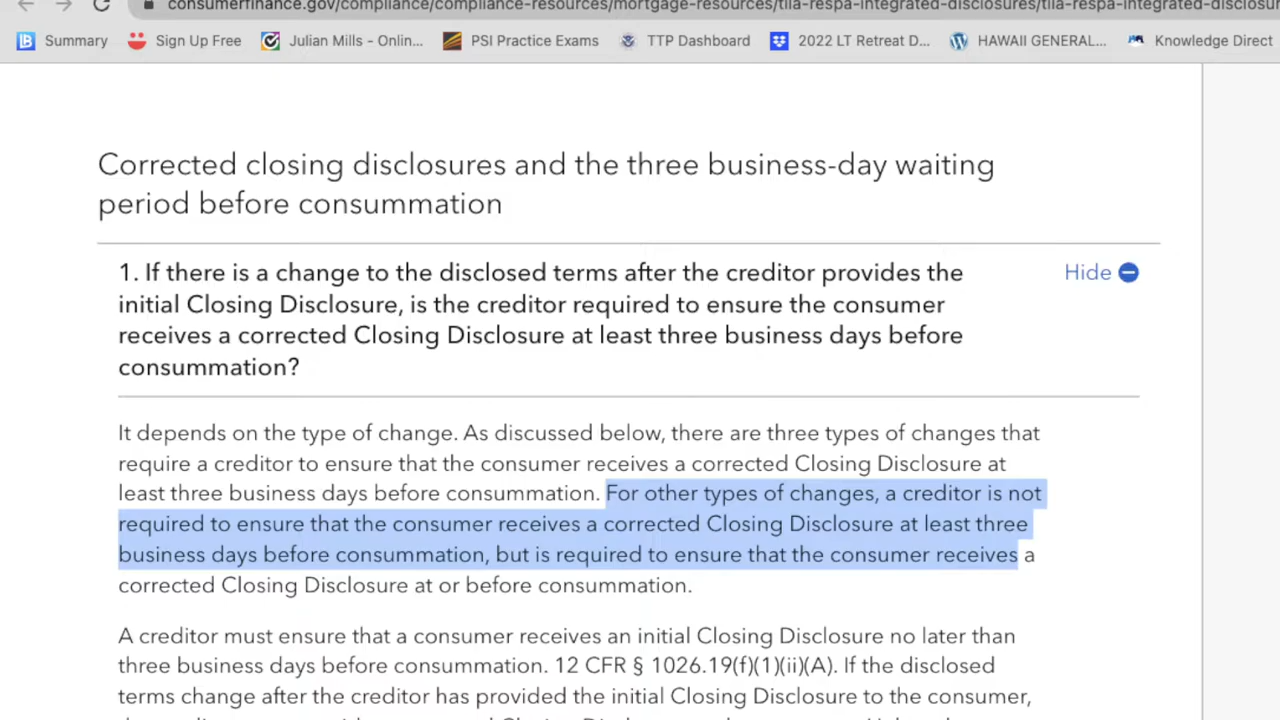 consumerfinance.gov/compliance/compliance-resources/mortgage-resources/tila-respa-integrated-disclosures/tila-respa-integrated-disclosur
Summary Sign Up Free Julian Mills - Onlin... PSI Practice Exams TTP Dashboard 2022 LT Retreat D... HAWAII GENERAL... Knowledge Direct
Corrected closing disclosures and the three business-day waiting
period before consummation
1. If there is a change to the disclosed terms after the creditor provides the
Hide
initial Closing Disclosure, is the creditor required to ensure the consumer
receives a corrected Closing Disclosure at least three business days before
consummation?
It depends on the type of change. As discussed below, there are three types of changes that
require a creditor to ensure that the consumer receives a corrected Closing Disclosure at
least three business days before consummation. For other types of changes, a creditor is not
required to ensure that the consumer receives a corrected Closing Disclosure at least three
business days before consummation, but is required to ensure that the consumer receives a
corrected Closing Disclosure at or before consummation.
A creditor must ensure that a consumer receives an initial Closing Disclosure no later than
three business days before consummation. 12 CFR § 1026.19(f)(1)(ii)(A). If the disclosed
terms change after the creditor has provided the initial Closing Disclosure to the consumer,